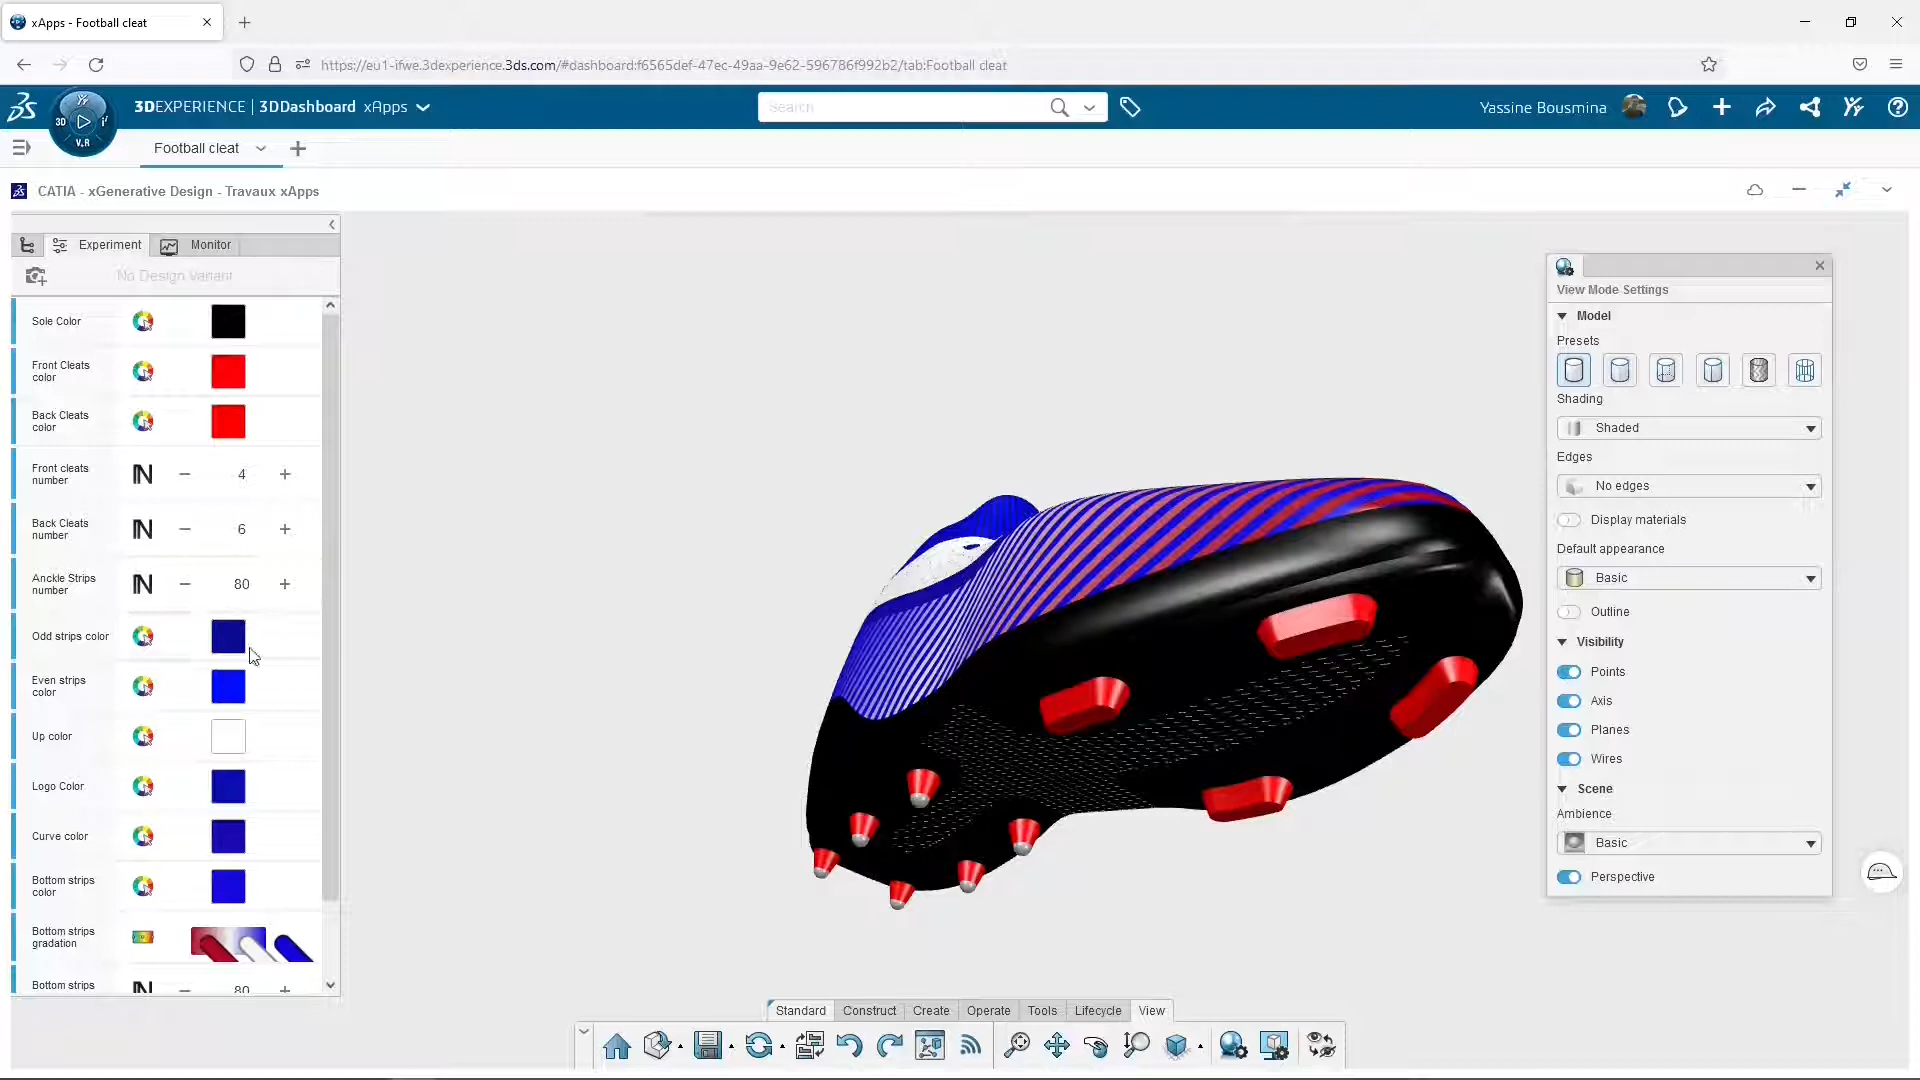 xApps - Football cleat
https://eu1-ifwe.3dexperience.3ds.com/#dashboard:f6565def-47ec-49aa-9e62-596786f992b2/tab:Football cleat
3DEXPERIENCE | 3DDashboard xApps
Search
Yassine Bousmina
3D
V.R
Football cleat
CATIA - xGenerative Design - Travaux xApps
Experiment
Monitor
No Design Variant
Sole Color
Front Cleats
color
Back Cleats
color
Front cleats
number
4
Back Cleats
number
6
Anckle Strips
number
80
Odd strips color
Even strips
color
Up color
Logo Color
Curve color
Bottom strips
color
Bottom strips
gradation
Bottom strips
80
View Mode Settings
Model
Presets
Shading
Shaded
Edges
No edges
Display materials
Default appearance
Basic
Outline
Visibility
Points
Axis
Planes
Wires
Scene
Ambience
Basic
Perspective
Standard
Construct
Create
Operate
Tools
Lifecycle
View